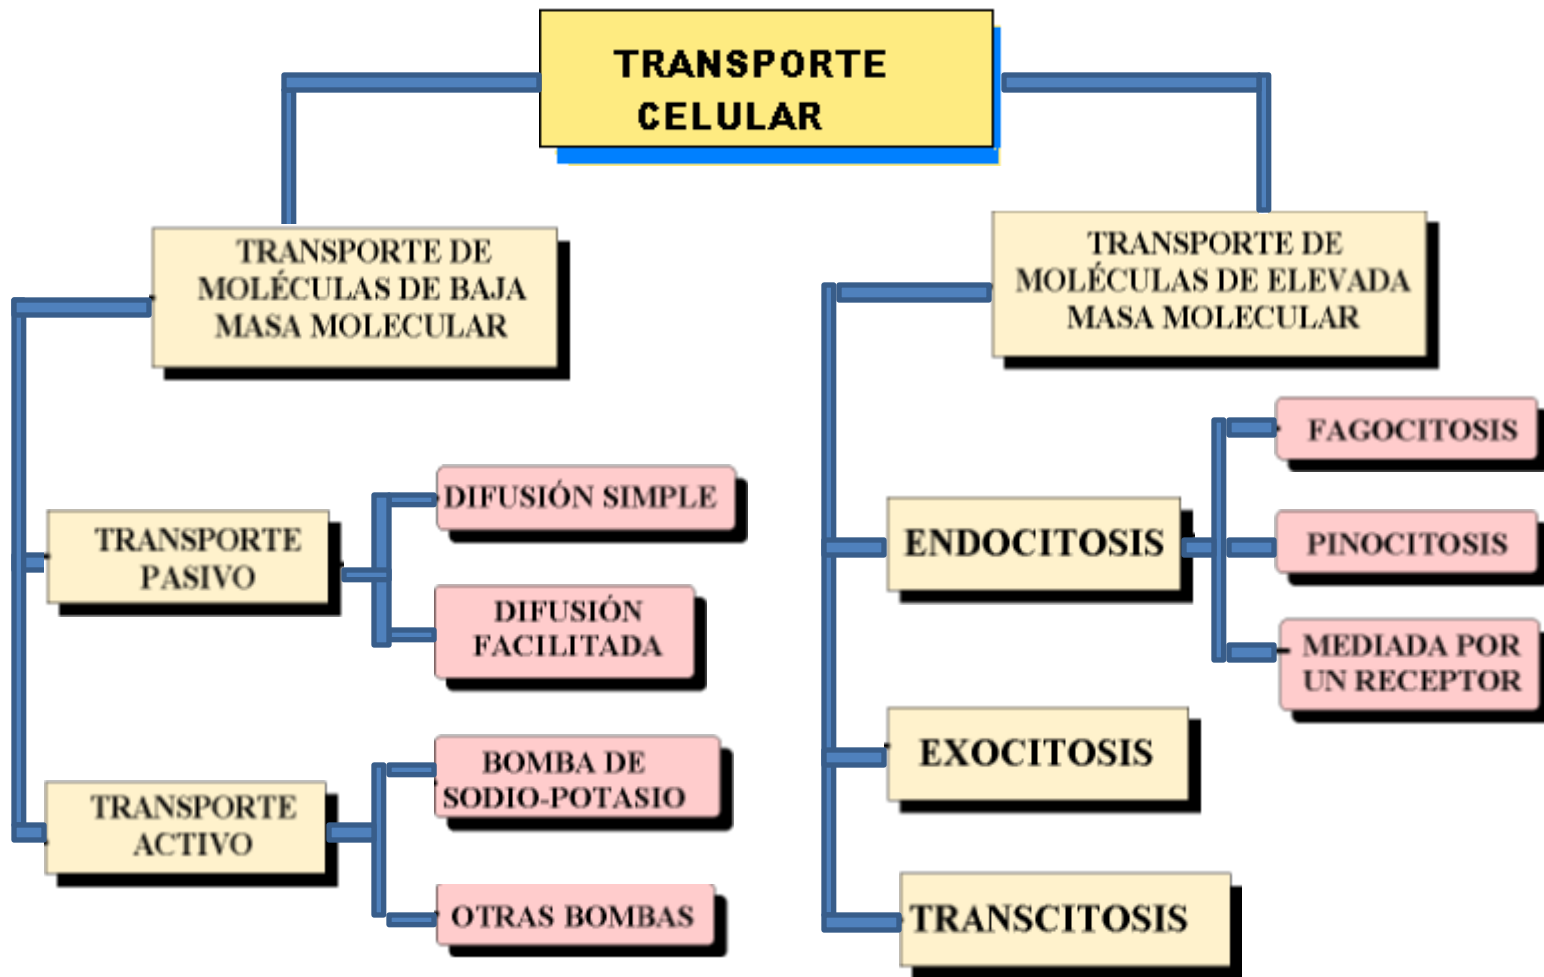 TRANSPORTE
CELULAR
TRANSPORTE DE
MOLÉCULAS DE BAJA
MASA MOLECULAR
TRANSPORTE
PASIVO
DIFUSIÓN SIMPLE
DIFUSIÓN
FACILITADA
TRANSPORTE
ACTIVO
BOMBA DE
SODIO-POTASIO
OTRAS BOMBAS
TRANSPORTE DE
MOLÉCULAS DE ELEVADA
MASA MOLECULAR
ENDOCITOSIS
FAGOCITOSIS
PINOCITOSIS
MEDIADA POR
UN RECEPTOR
EXOCITOSIS
TRANSCITOSIS